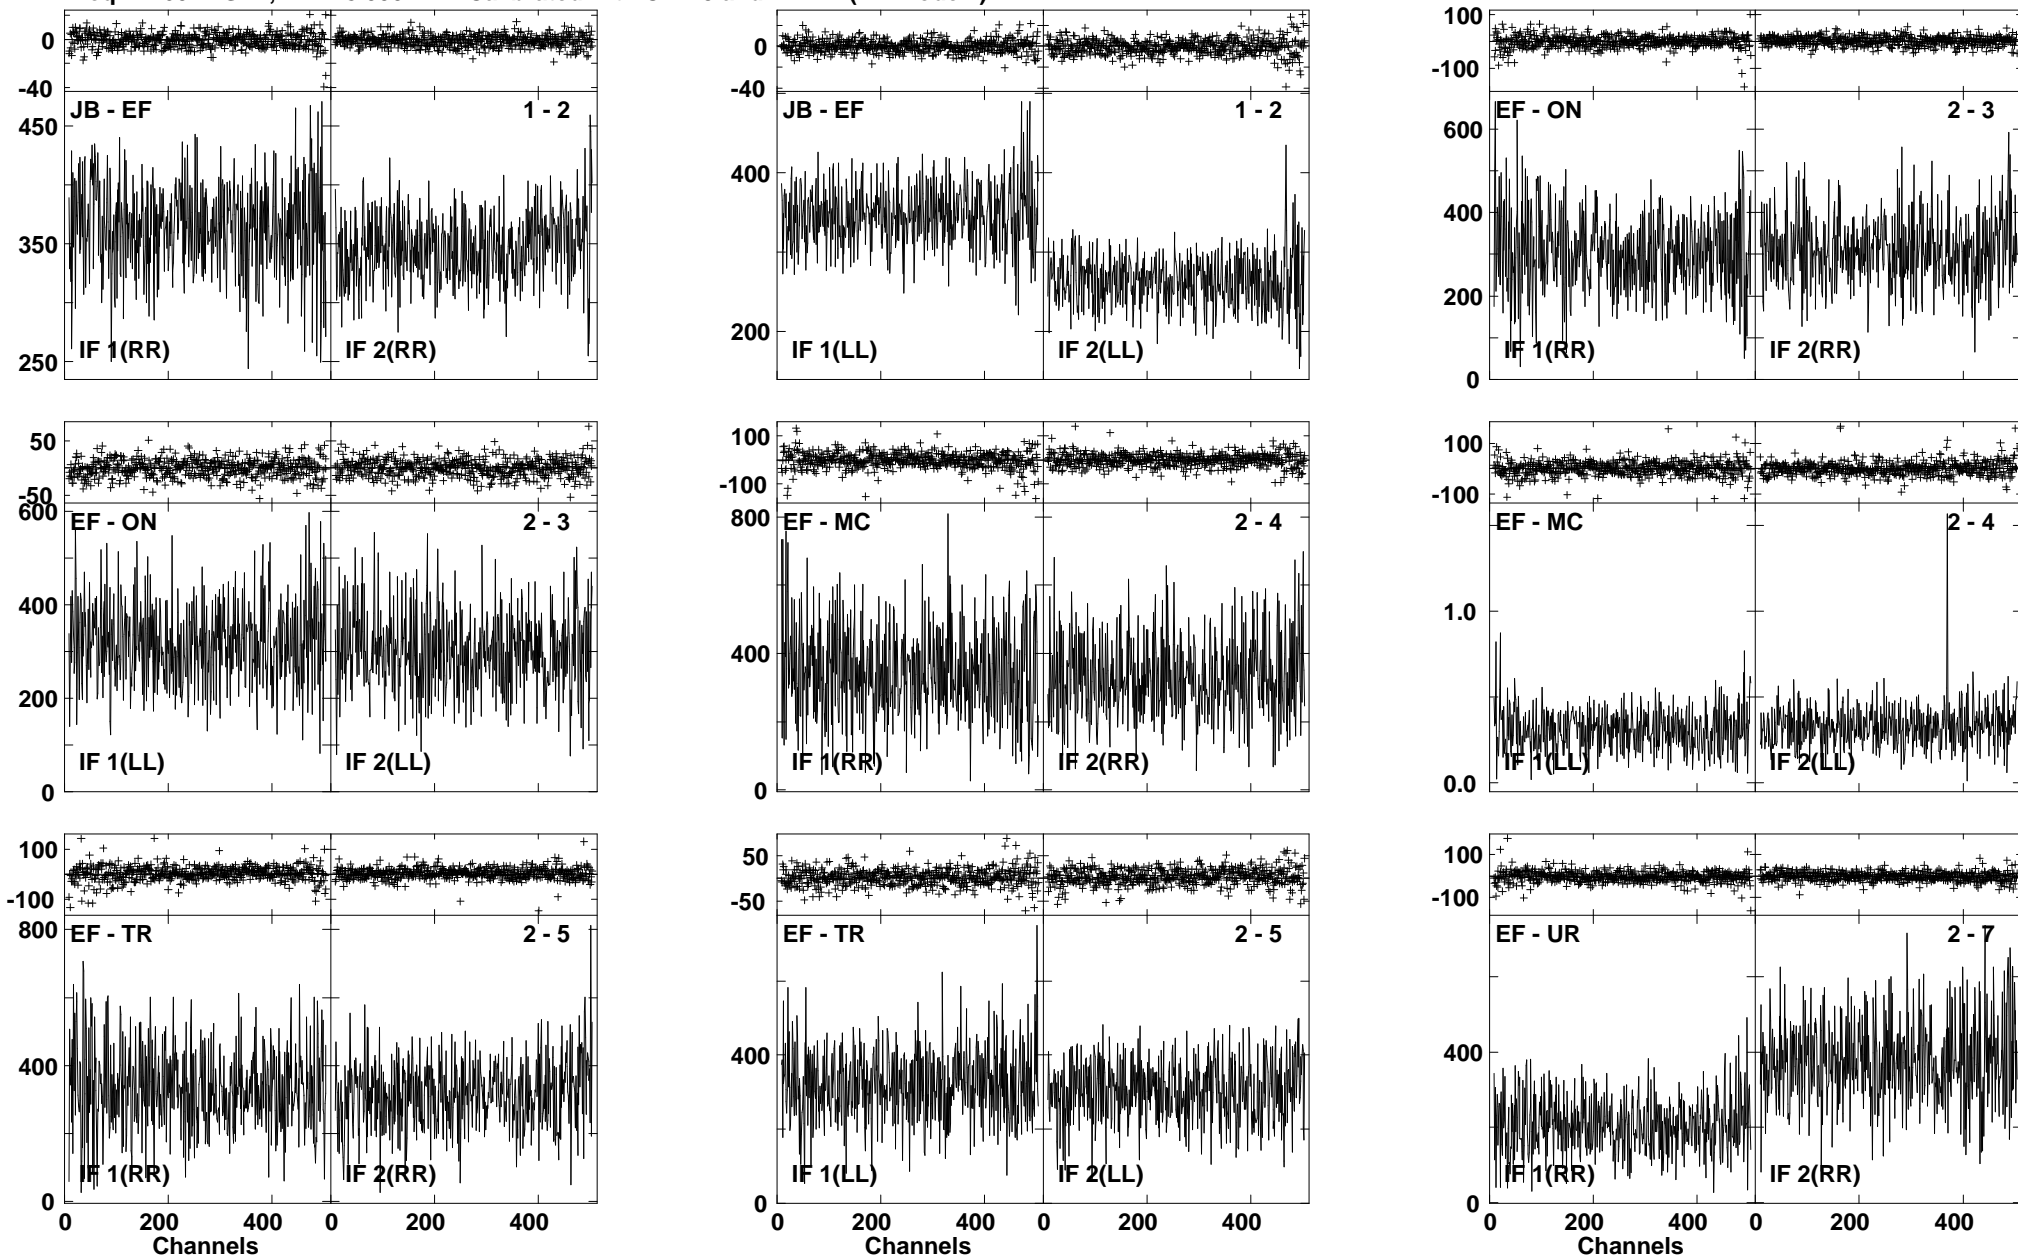 0
-40
JB - EF 1 - 2
450
350
250
IF 1(RR) IF 2(RR)
0
-40
JB - EF 1 - 2
400
200
IF 1(LL) IF 2(LL)
100
-100
EF - ON 2 - 3
600
400
200
0
IF 1(RR) IF 2(RR)
50
-50
600
EF - ON 2 - 3
400
200
0
IF 1(LL) IF 2(LL)
100
-100
800
EF - MC 2 - 4
400
0
IF 1(RR) IF 2(RR)
100
-100
EF - MC 2 - 4
1.0
0.0
IF 1(LL) IF 2(LL)
100
-100
800
EF - TR 2 - 5
400
0
IF 1(RR) IF 2(RR)
0 200 0 200 400
Channels
50
-50
EF - TR 2 - 5
400
0
IF 1(LL) IF 2(LL)
0 200 400 0 200 400
Channels
100
-100
EF - UR 2 - 7
400
0
IF 1(RR) IF 2(RR)
0 200 400 0 200 400
Channels